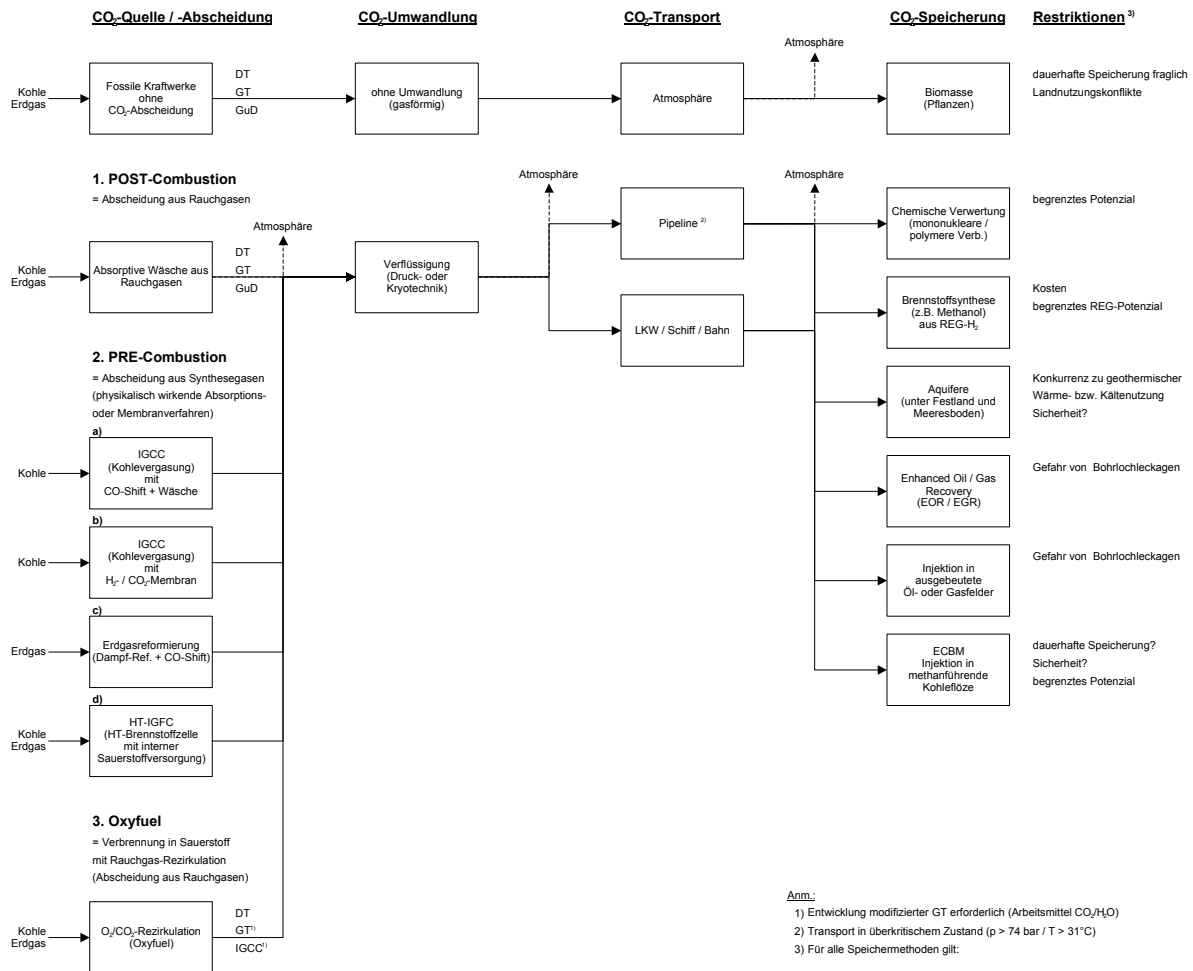 CO2-Quelle / -Abscheidung
CO2-Umwandlung
CO2-Transport
CO2-Speicherung
Restriktionen 3)
Atmosphäre
Kohle
Erdgas
Fossile Kraftwerke
ohne
CO2-Abscheidung
DT
GT
GuD
ohne Umwandlung
(gasförmig)
Atmosphäre
Biomasse
(Pflanzen)
dauerhafte Speicherung fraglich
Landnutzungskonflikte
1. POST-Combustion
= Abscheidung aus Rauchgasen
Atmosphäre
Atmosphäre
Atmosphäre
Kohle
Erdgas
Absorptive Wäsche aus
Rauchgasen
DT
GT
GuD
Verflüssigung
(Druck- oder
Kryotechnik)
Pipeline 2)
LKW / Schiff / Bahn
Chemische Verwertung
(mononukleare /
polymere Verb.)
begrenztes Potenzial
Brennstoffsynthese
(z.B. Methanol)
aus REG-H2
Kosten
begrenztes REG-Potenzial
2. PRE-Combustion
= Abscheidung aus Synthesegasen
(physikalisch wirkende Absorptions-
oder Membranverfahren)
Aquifere
(unter Festland und
Meeresboden)
Konkurrenz zu geothermischer
Wärme- bzw. Kältenutzung
Sicherheit?
a)
Kohle
IGCC
(Kohlevergasung)
mit
CO-Shift + Wäsche
Enhanced Oil / Gas
Recovery
(EOR / EGR)
Gefahr von Bohrlochleckagen
b)
Kohle
IGCC
(Kohlevergasung)
mit
H2- / CO2-Membran
Injektion in
ausgebeutete
Öl- oder Gasfelder
Gefahr von Bohrlochleckagen
c)
Erdgas
Erdgasreformierung
(Dampf-Ref. + CO-Shift)
ECBM
Injektion in
methanführende
Kohleflöze
dauerhafte Speicherung?
Sicherheit?
begrenztes Potenzial
d)
Kohle
Erdgas
HT-IGFC
(HT-Brennstoffzelle
mit interner
Sauerstoffversorgung)
3. Oxyfuel
= Verbrennung in Sauerstoff
mit Rauchgas-Rezirkulation
(Abscheidung aus Rauchgasen)
Kohle
Erdgas
O2/CO2-Rezirkulation
(Oxyfuel)
DT
GT1)
IGCC1)
Anm.:
1) Entwicklung modifizierter GT erforderlich (Arbeitsmittel CO2/H2O)
2) Transport in überkritischem Zustand (p > 74 bar / T > 31°C)
3) Für alle Speichermethoden gilt: